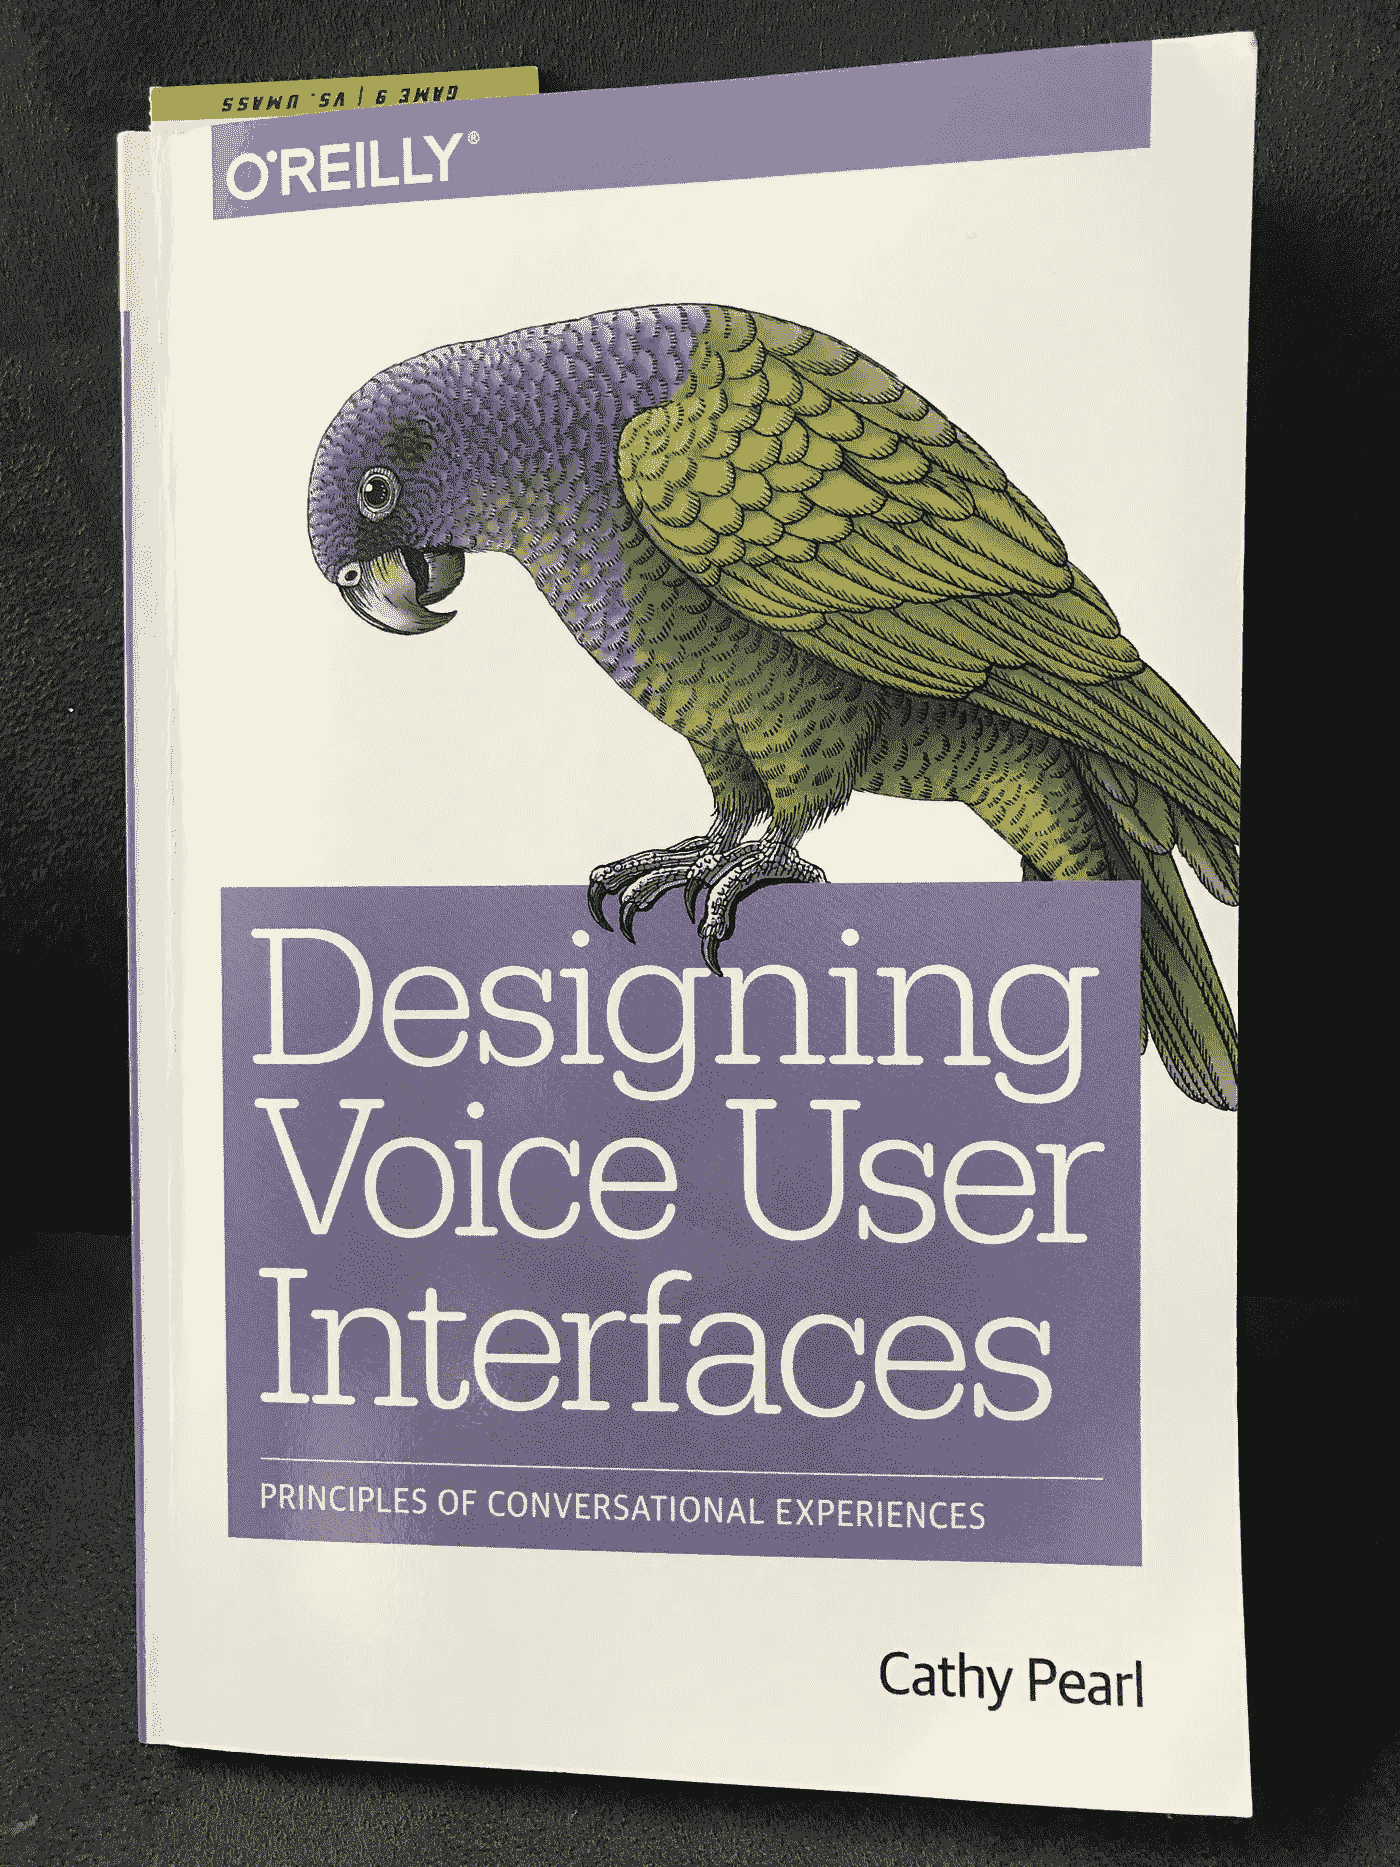 GAME 9 | VS. UMASS
O'REILLY®
Designing
Voice User
Interfaces
PRINCIPLES OF CONVERSATIONAL EXPERIENCES
Cathy Pearl